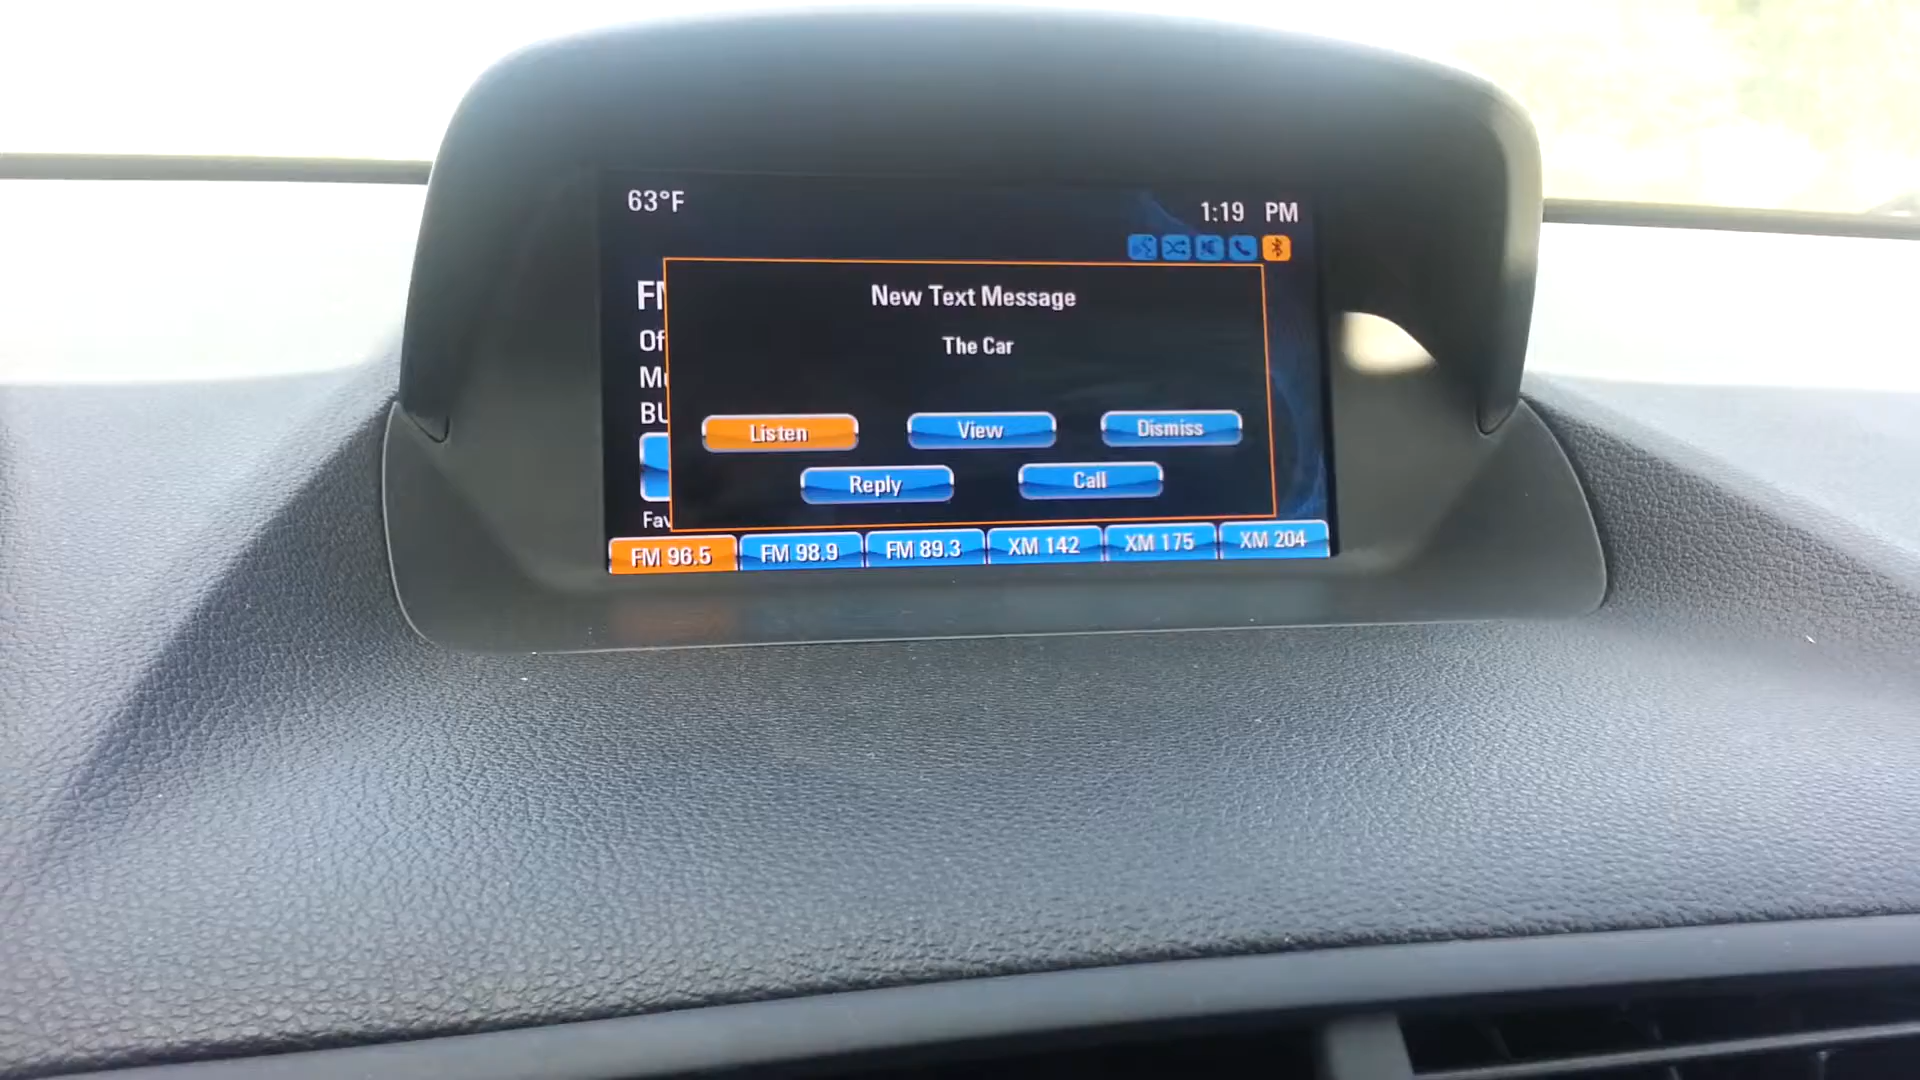 63°F
1:19 PM
New Text Message
The Car
Listen
View
Dismiss
Reply
Call
FM 96.5
FM 98.9
FM 89.3
XM 142
XM 175
XM 204